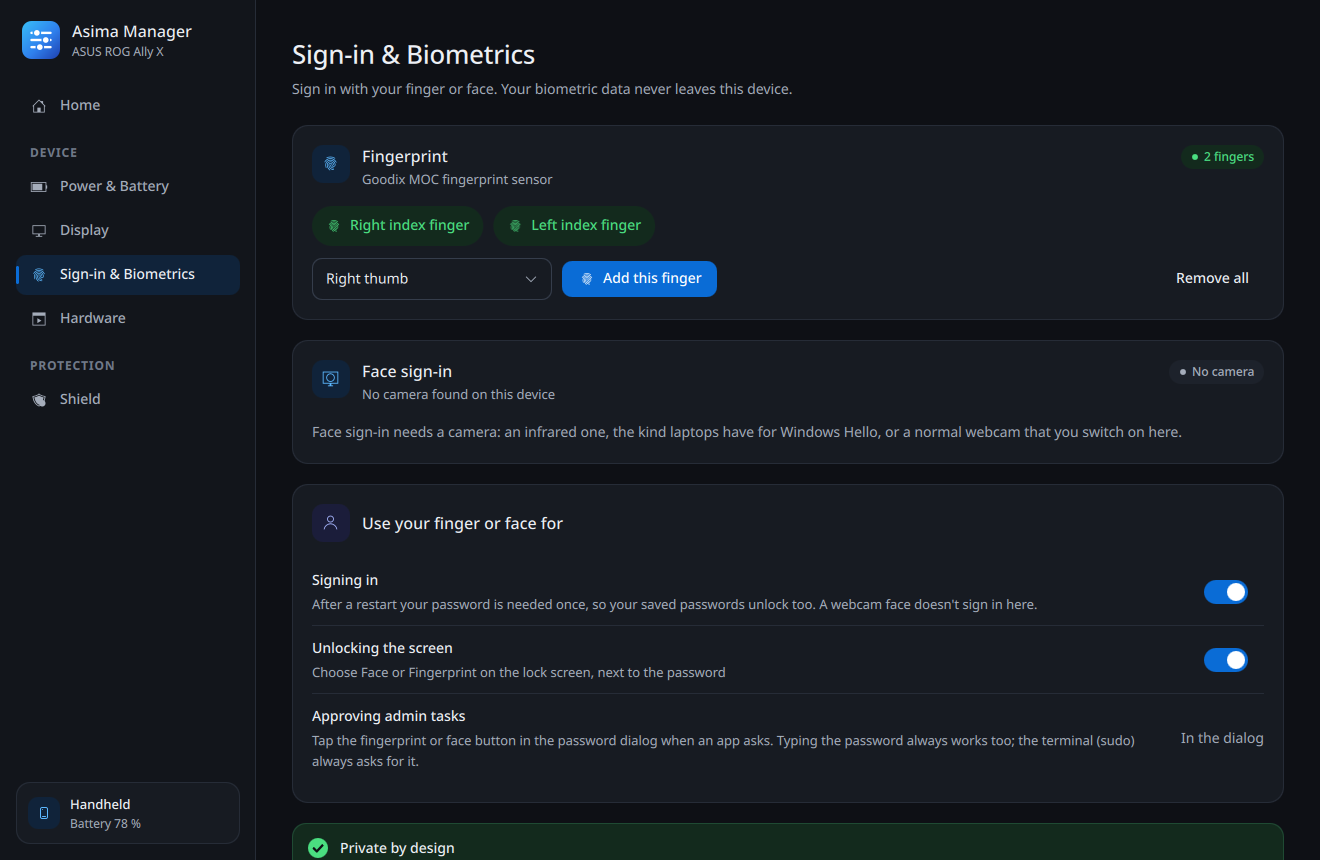 Asima Manager
ASUS ROG Ally X
Home
DEVICE
Power & Battery
Display
Sign-in & Biometrics
Hardware
PROTECTION
Shield
Handheld
Battery 78 %
Sign-in & Biometrics
Sign in with your finger or face. Your biometric data never leaves this device.
Fingerprint
Goodix MOC fingerprint sensor
2 fingers
Right index finger
Left index finger
Right thumb
Add this finger
Remove all
Face sign-in
No camera found on this device
No camera
Face sign-in needs a camera: an infrared one, the kind laptops have for Windows Hello, or a normal webcam that you switch on here.
Use your finger or face for
Signing in
After a restart your password is needed once, so your saved passwords unlock too. A webcam face doesn't sign in here.
Unlocking the screen
Choose Face or Fingerprint on the lock screen, next to the password
Approving admin tasks
Tap the fingerprint or face button in the password dialog when an app asks. Typing the password always works too; the terminal (sudo)
always asks for it.
In the dialog
Private by design